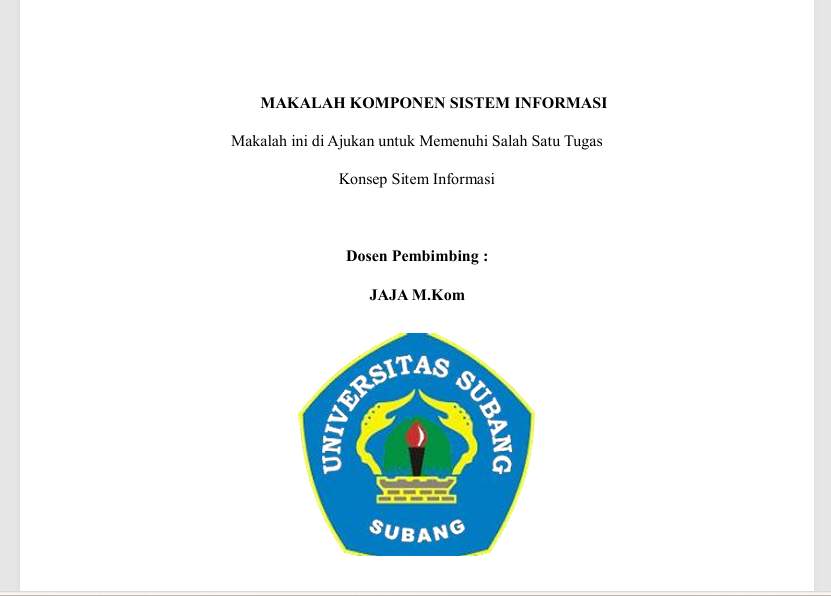 MAKALAH KOMPONEN SISTEM INFORMASI
Makalah ini di Ajukan untuk Memenuhi Salah Satu Tugas
Konsep Sitem Informasi
Dosen Pembimbing :
JAJA M.Kom
UNIVERSITAS SUBANG
SUBANG